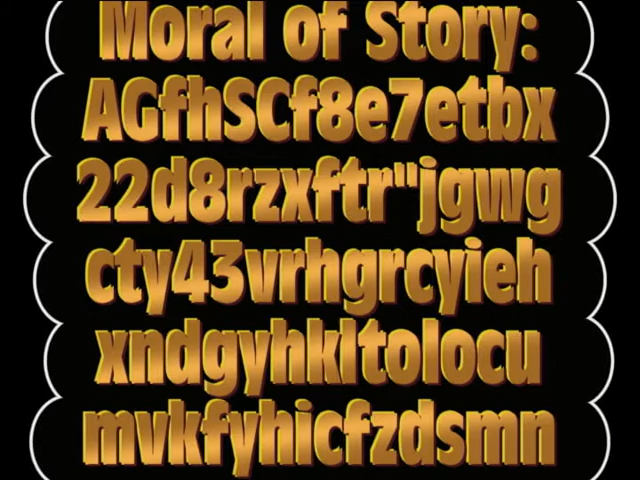 Moral of Story:
AGfhSCf8e7etbx
22d8rzxftr"jgwg
cty43vrhgrcyieh
xndgyhkltolocu
mvkfyhicfzdsmn